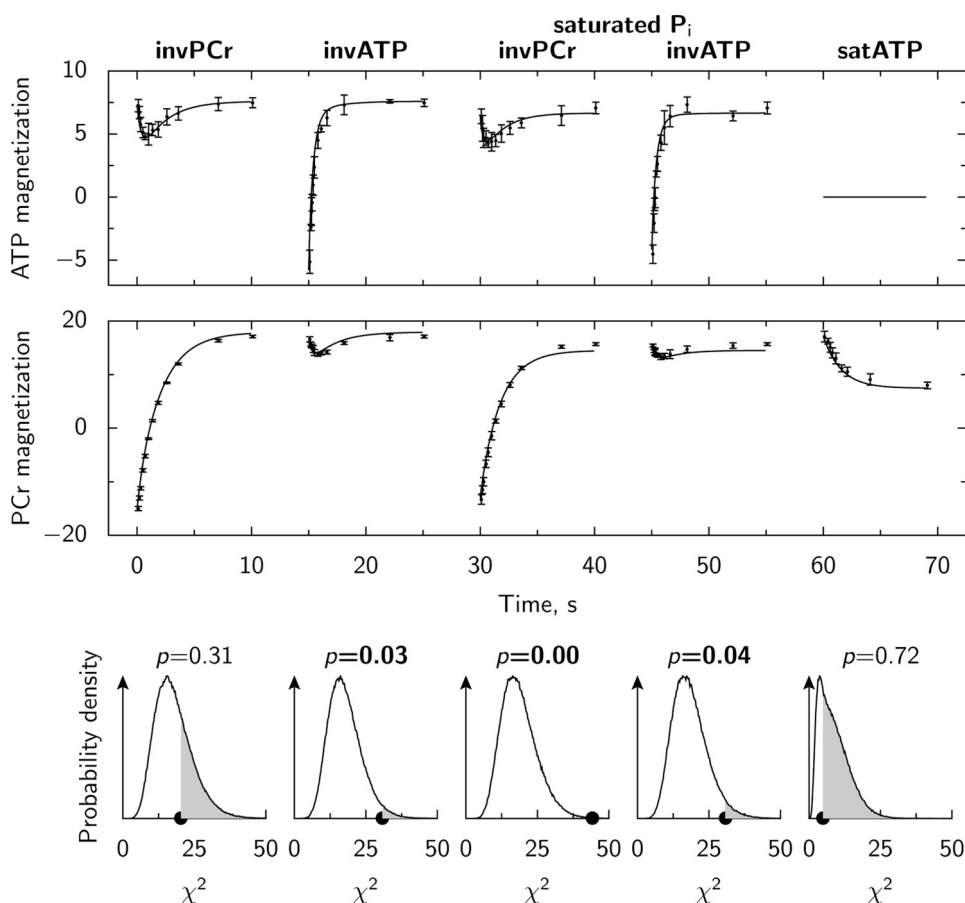 saturated Pi
invPCr invATP invPCr invATP satATP
ATP magnetization
10
5
0
−5
PCr magnetization
20
0
−20
0 10 20 30 40 50 60 70
Time, s
Probability density
p=0.31 p=0.03 p=0.00 p=0.04 p=0.72
0 25 50 0 25 50 0 25 50 0 25 50 0 25 50
χ² χ² χ² χ² χ²